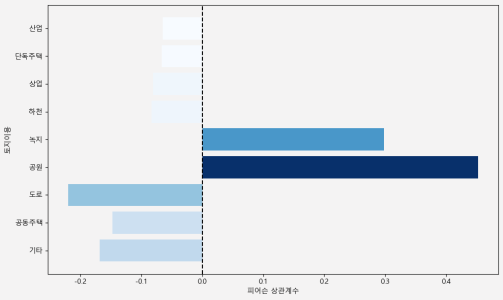 산업
단독주택
상업
하천
녹지
공원
도로
공동주택
기타
토지이용
-0.2
-0.1
0.0
0.1
0.2
0.3
0.4
피어슨 상관계수